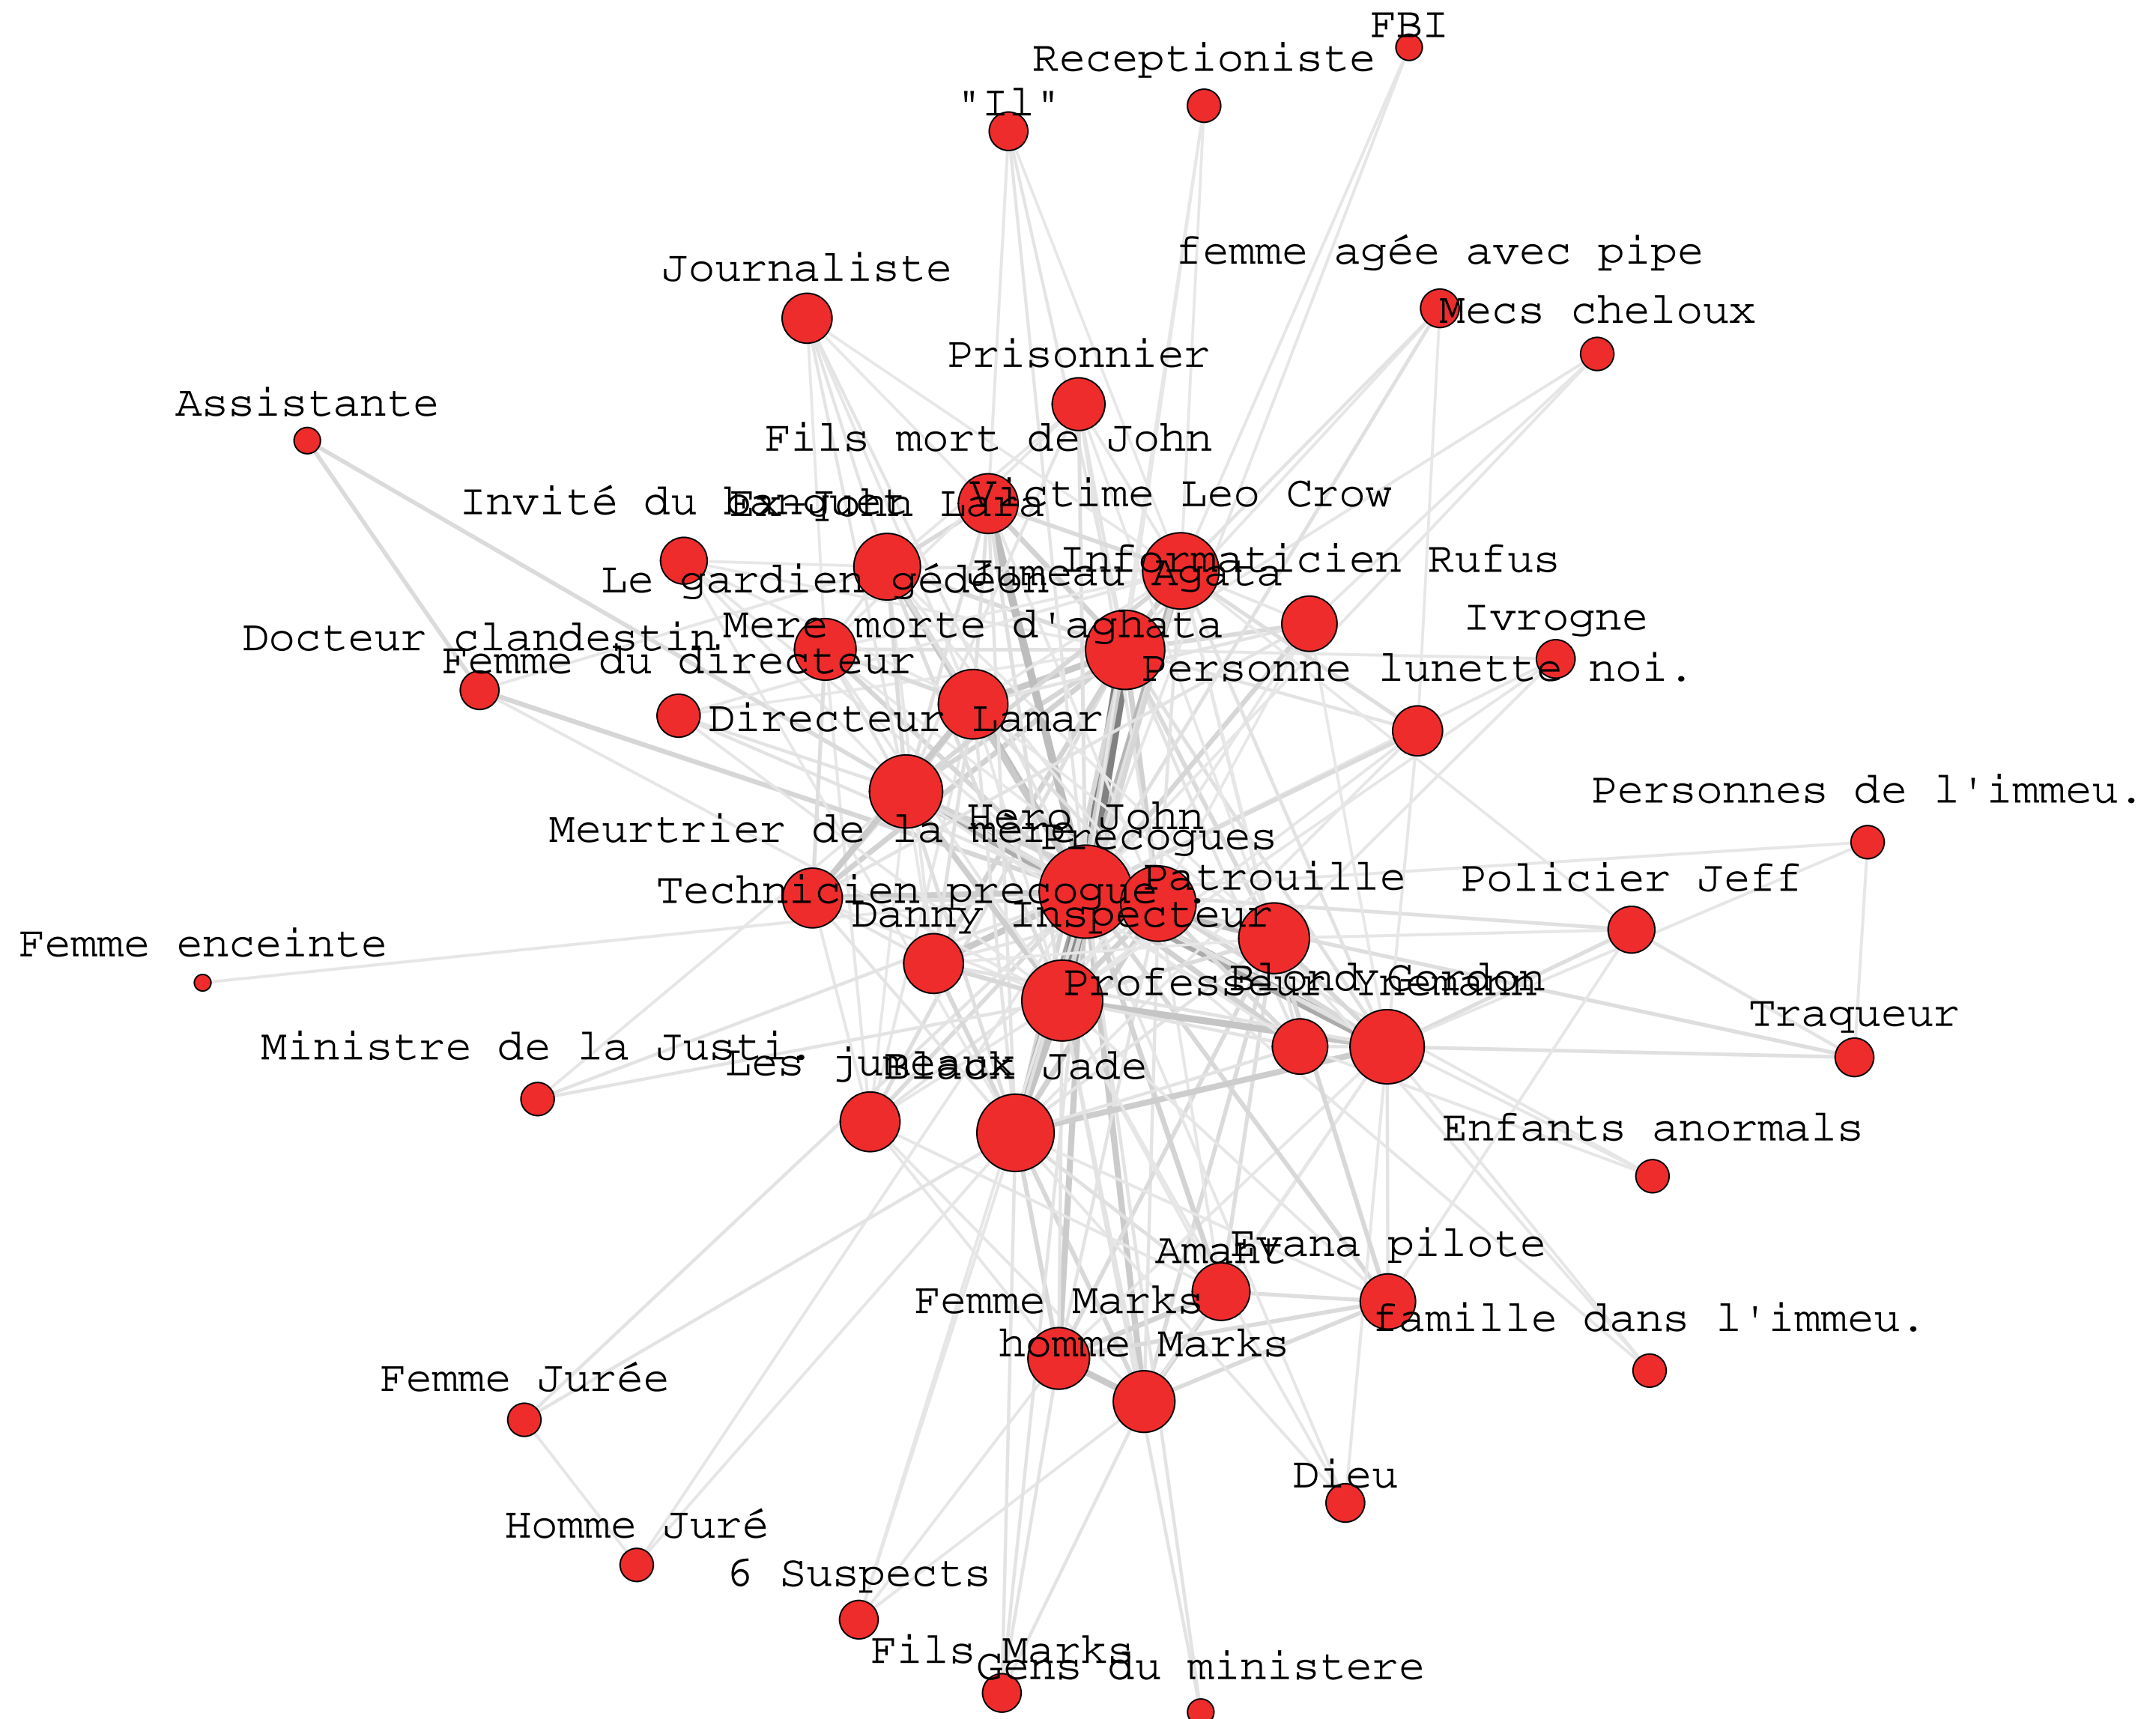 FBI
Receptioniste
"Il"
femme agée avec pipe
Journaliste
Mecs cheloux
Prisonnier
Assistante
Fils mort de John
Victime Leo Crow
Invité du banquet
Ex-John Lara
Informaticien Rufus
Jumeau Agata
Le gardien gédéon
Ivrogne
Mere morte d'aghata
Docteur clandestin
Femme du directeur
Personne lunette noi.
Directeur Lamar
Personnes de l'immeu.
Hero John
Meurtrier de la mère
Precogues
Patrouille
Policier Jeff
Technicien precogue .
Danny Inspecteur
Femme enceinte
Blond Gordon
Professeur Ynemann
Traqueur
Ministre de la Justi.
Les jumeaux
Black Jade
Enfants anormals
Evana pilote
Amant
Femme Marks
famille dans l'immeu.
homme Marks
Femme Jurée
Dieu
Homme Juré
6 Suspects
Fils Marks
Gens du ministere